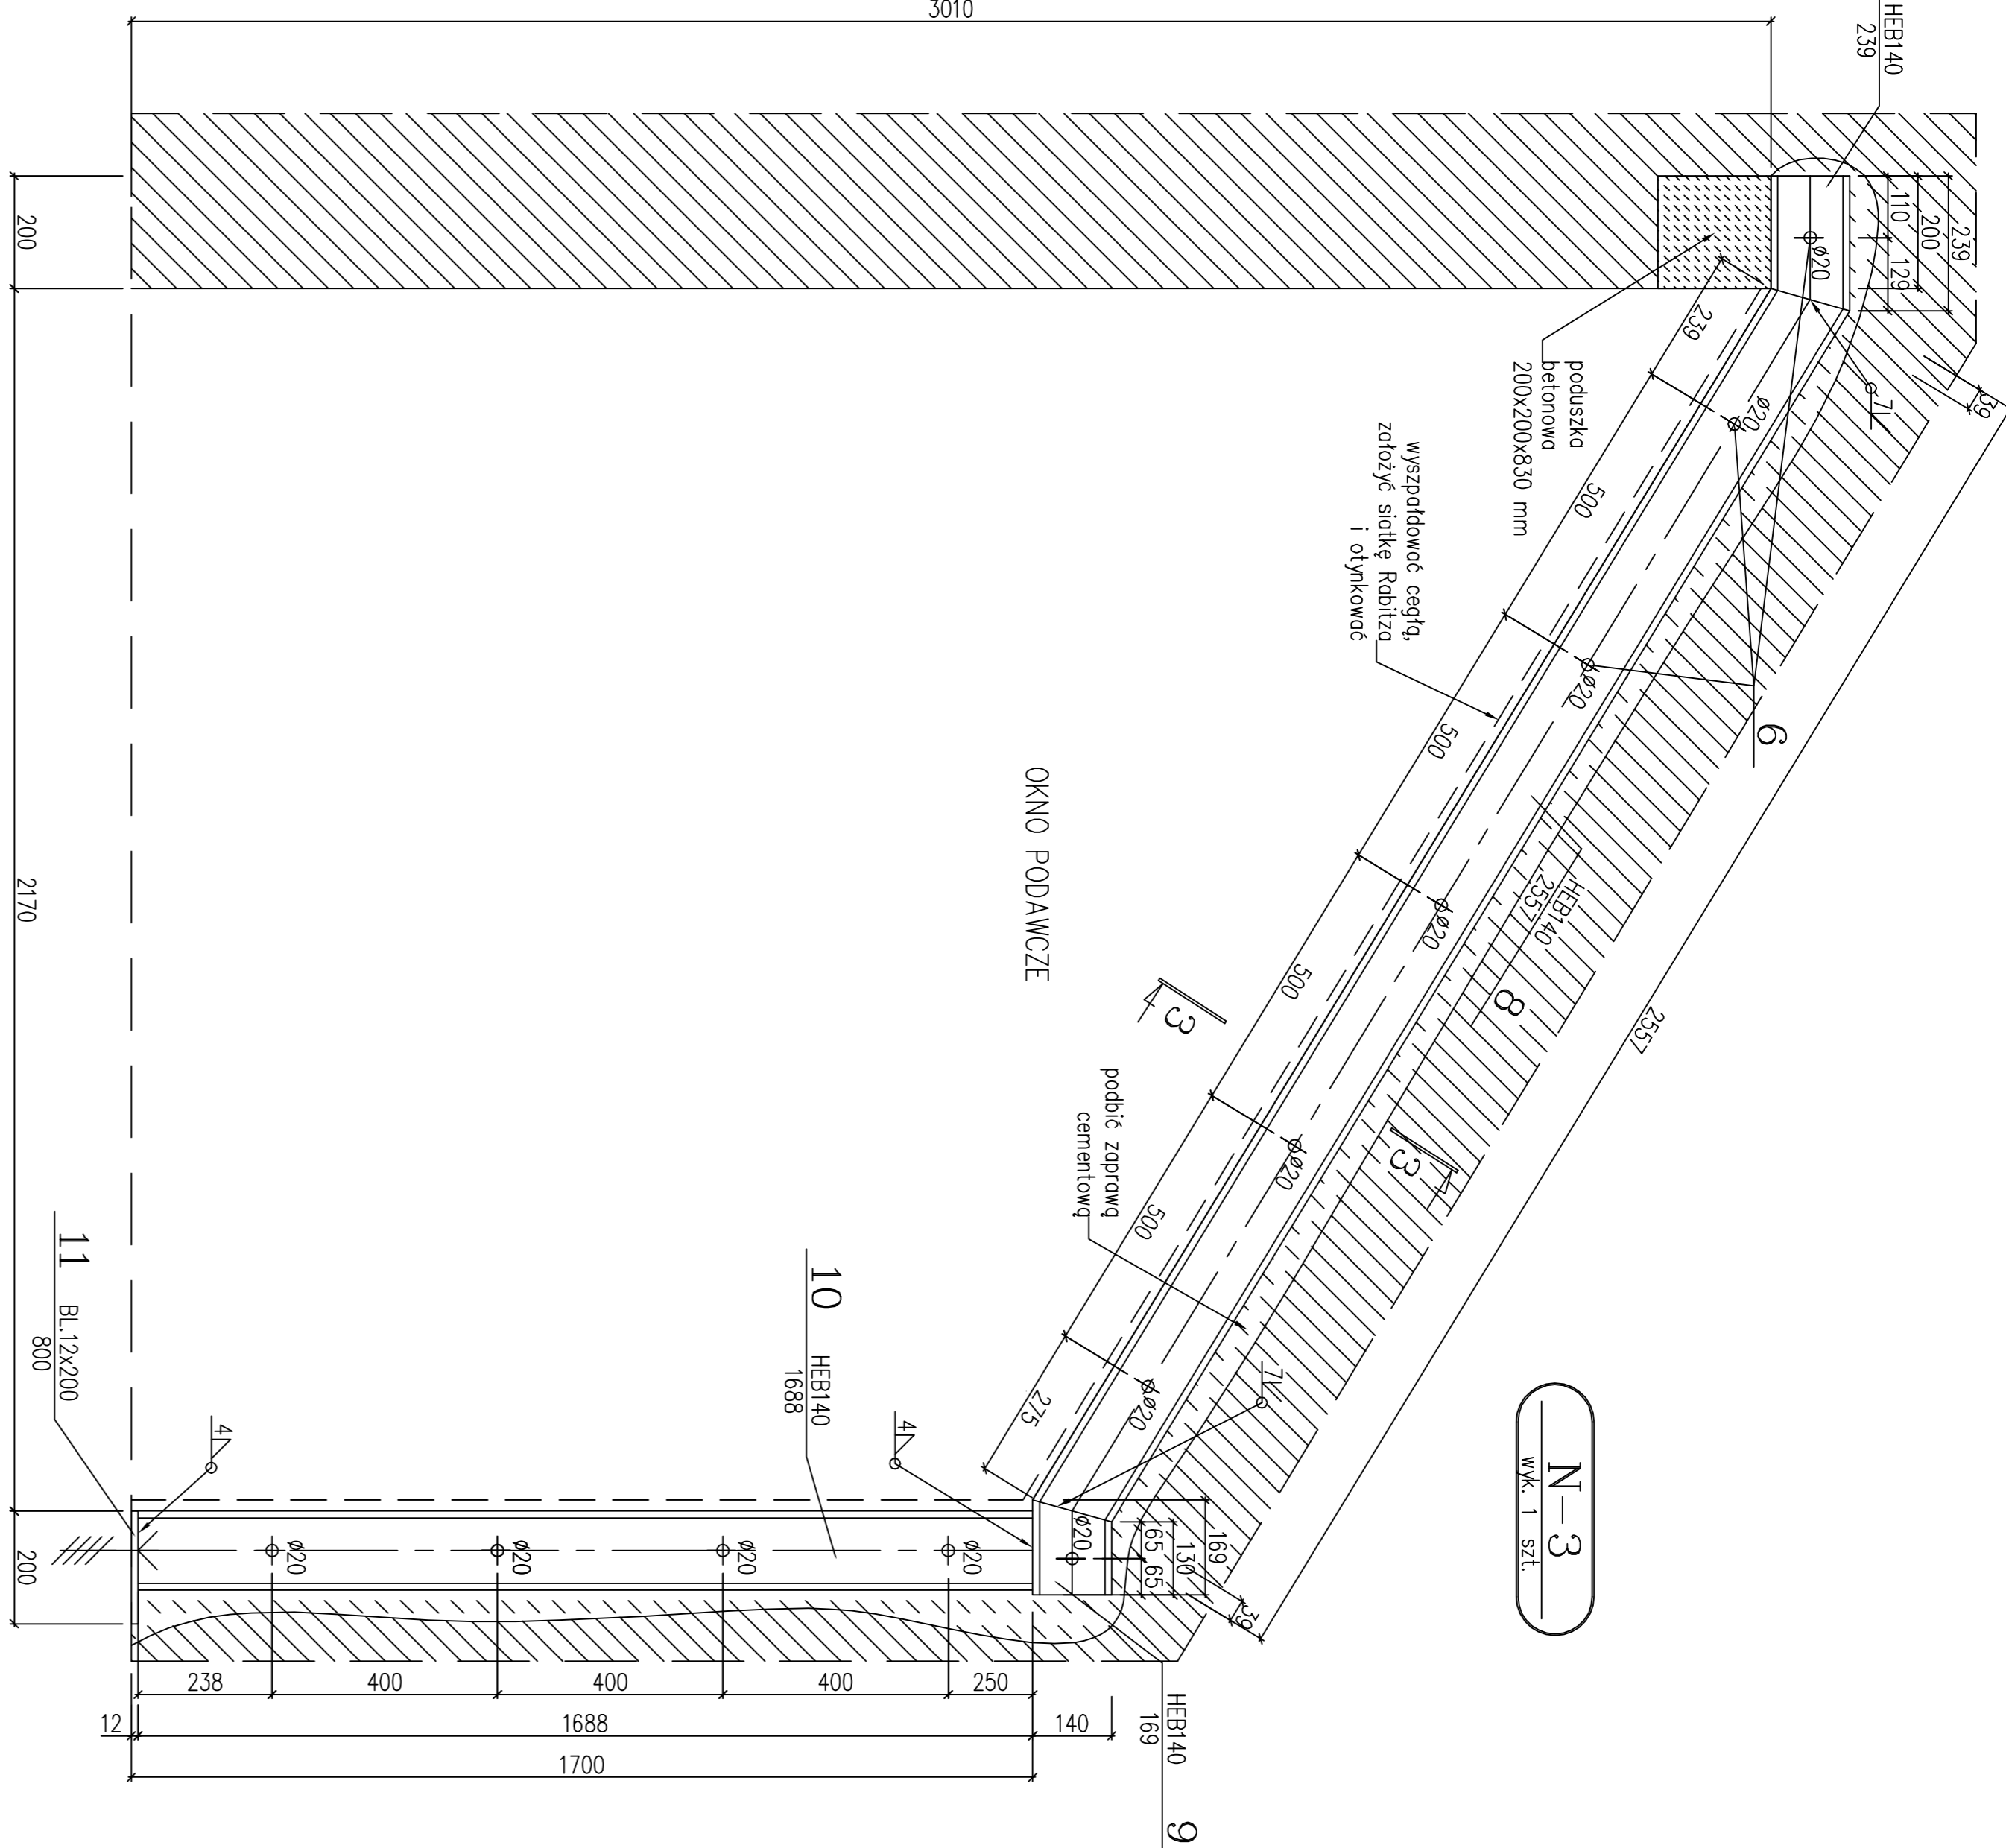 3010
HEB140
239
110
129
200
239
ø20
7
39
200
239
ø20
poduszka
betonowa
200x200x830 mm
500
wyszpałdować cegłą,
założyć siatkę Rabitza
i otynkować
ø20
6
500
OKNO PODAWCZE
HEB140
2557
8
2557
2170
ø20
500
3
3
ø20
podbić zaprawą
cementową
500
7
ø20
275
N-3
wyk. 1 szt.
11
BL.12x200
800
10
HEB140
1688
4
4
ø20
65
65
130
169
39
ø20
ø20
ø20
ø20
200
238
400
400
400
250
12
1688
140
1700
HEB140
169
9